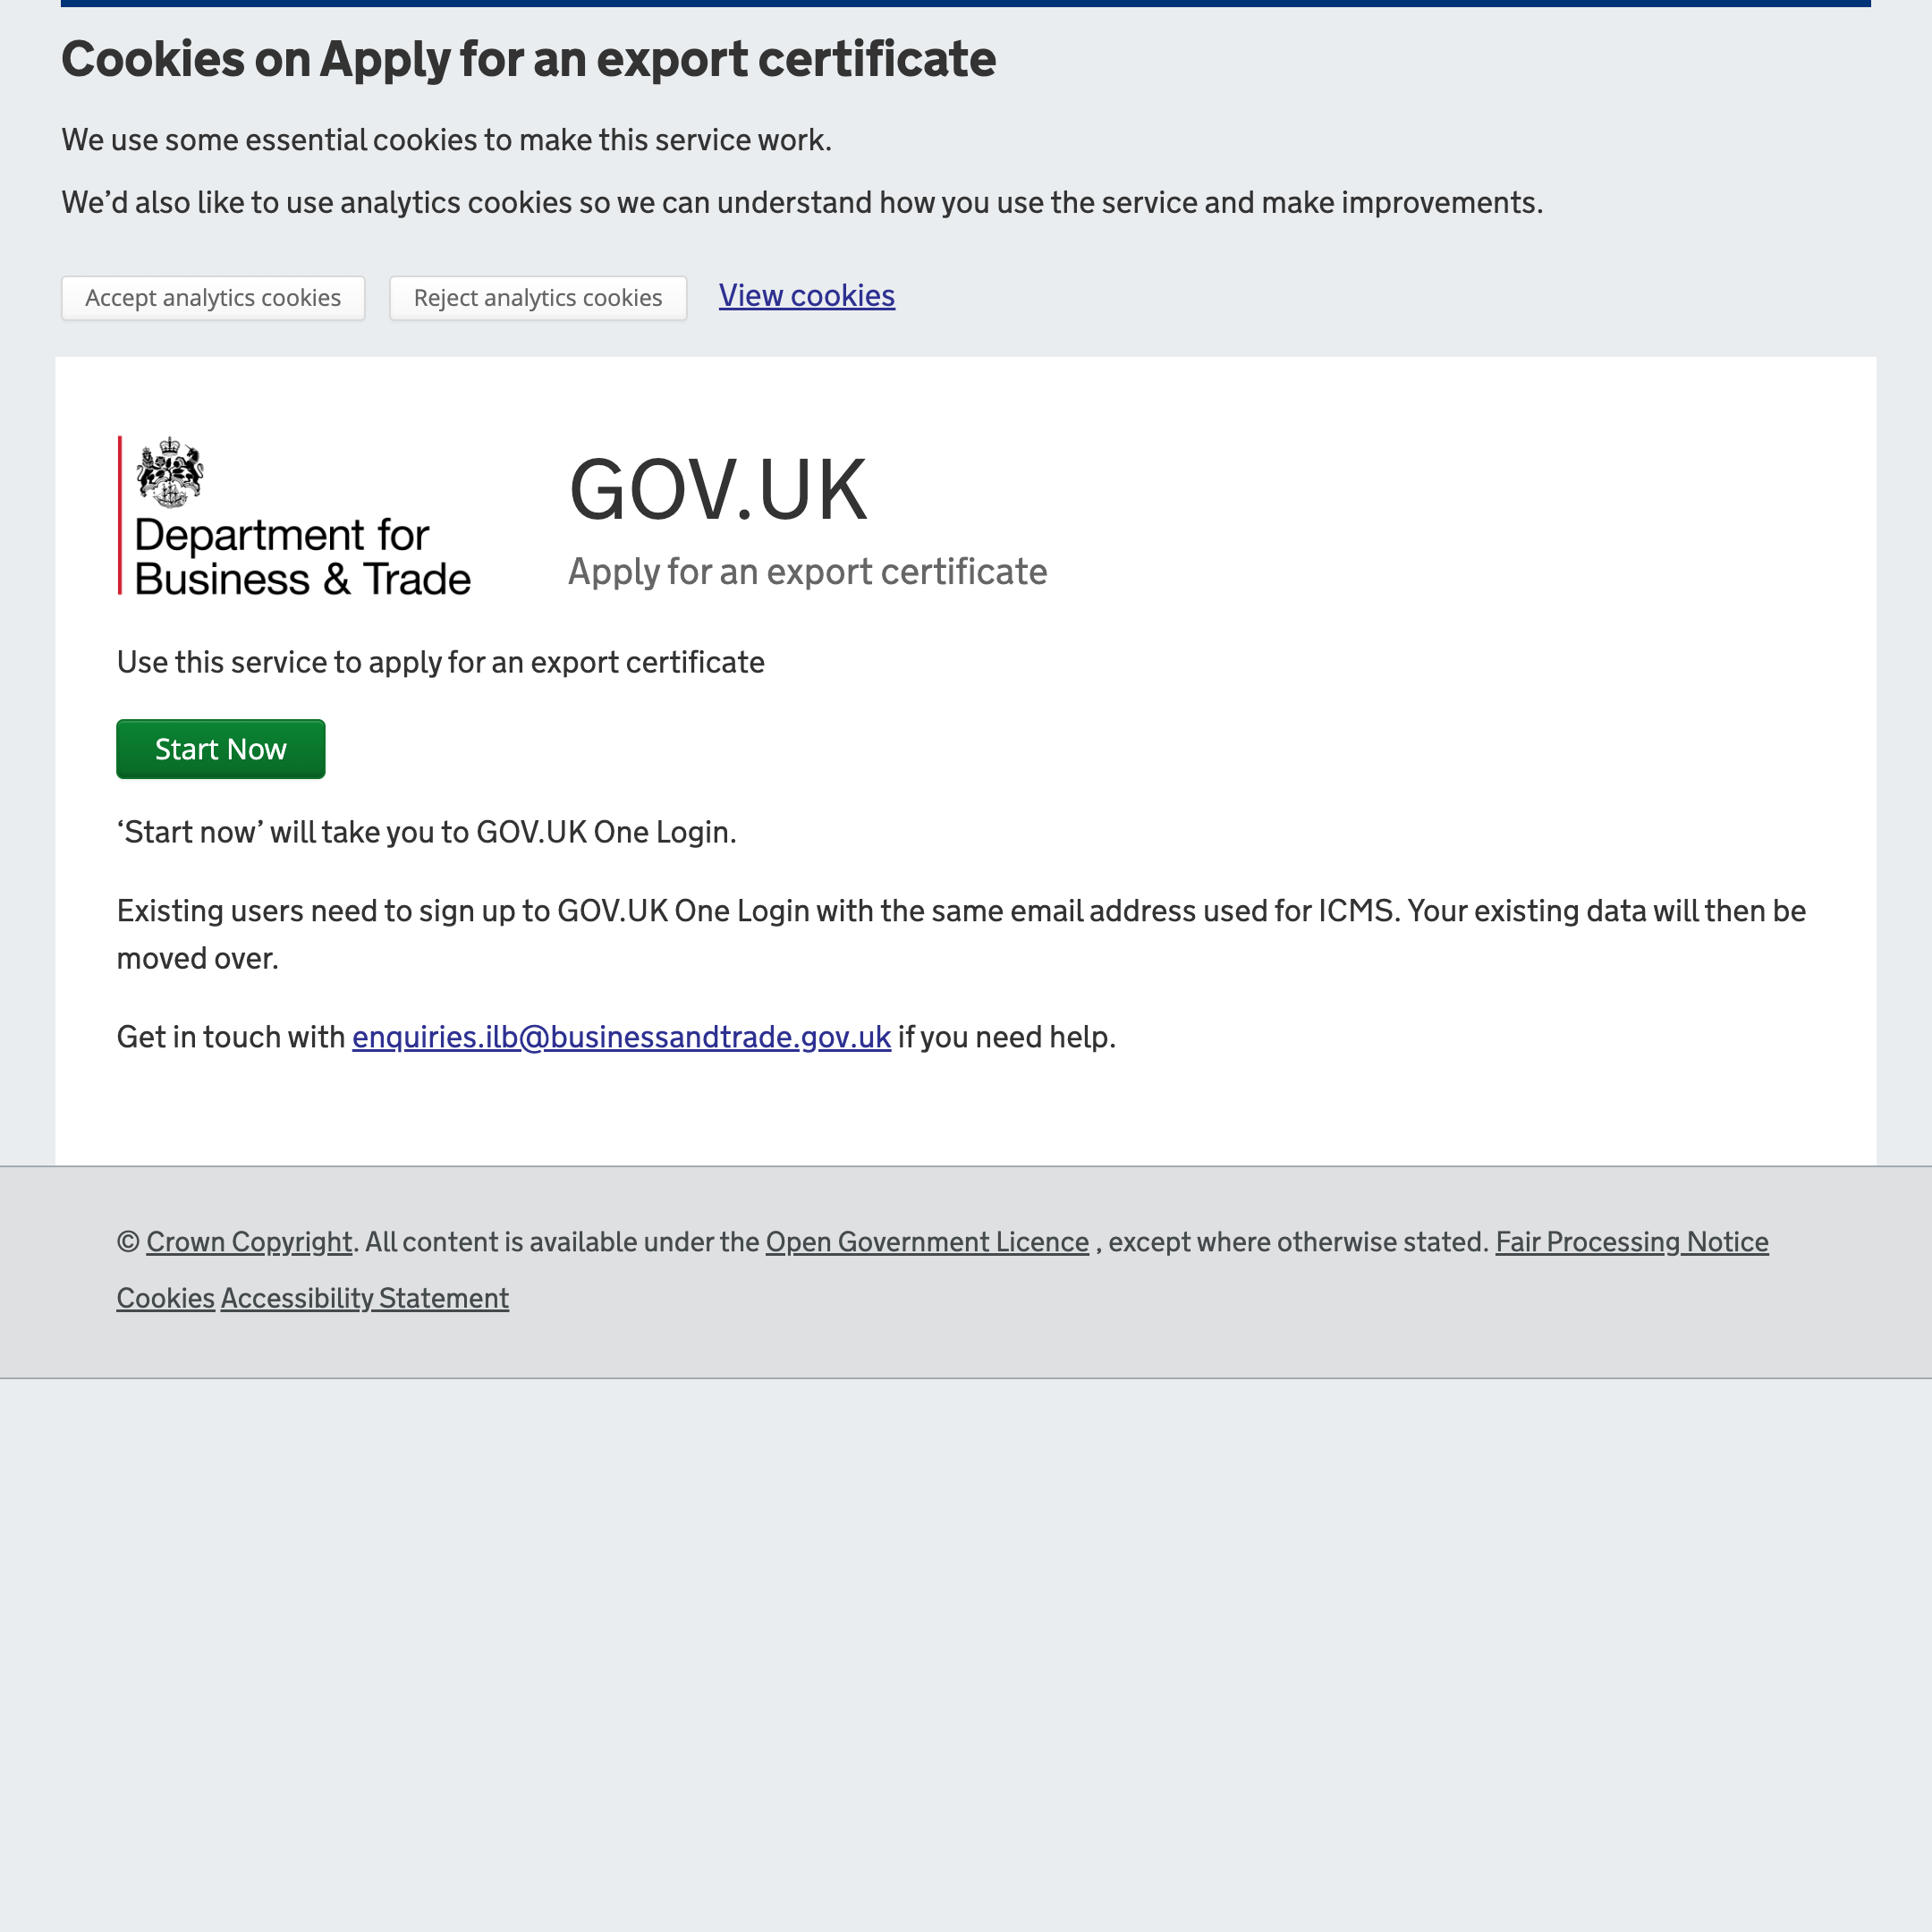 Cookies on Apply for an export certificate
We use some essential cookies to make this service work.
We’d also like to use analytics cookies so we can understand how you use the service and make improvements.
Accept analytics cookies Reject analytics cookies View cookies
Department for
Business & Trade
GOV.UK
Apply for an export certificate
Use this service to apply for an export certificate
Start Now
‘Start now’ will take you to GOV.UK One Login.
Existing users need to sign up to GOV.UK One Login with the same email address used for ICMS. Your existing data will then be
moved over.
Get in touch with enquiries.ilb@businessandtrade.gov.uk if you need help.
© Crown Copyright. All content is available under the Open Government Licence , except where otherwise stated. Fair Processing Notice
Cookies Accessibility Statement